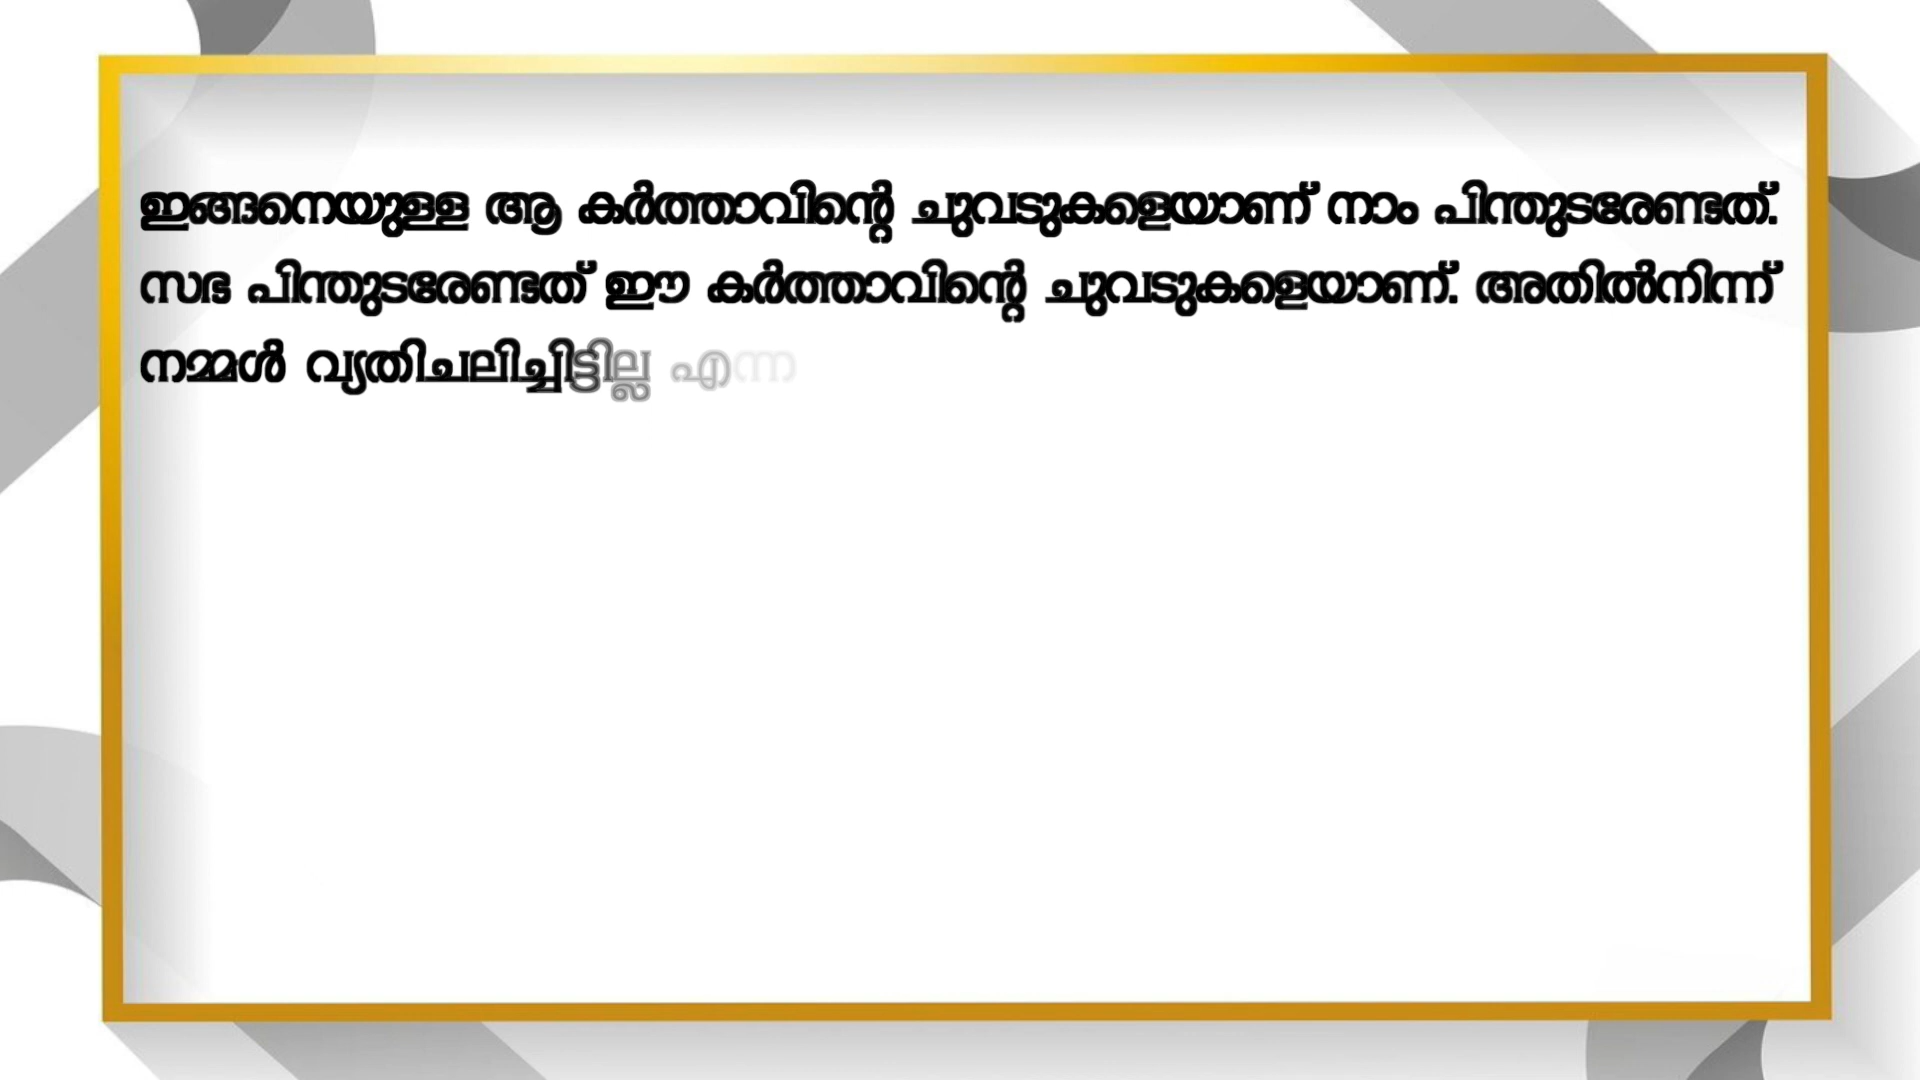 ഇങ്ങനെയുള്ള ആ കർത്താവിന്റെ ചുവടുകളെയാണ് നാം പിന്തുടരേണ്ടത്.
സഭ പിന്തുടരേണ്ടത് ഈ കർത്താവിന്റെ ചുവടുകളെയാണ്. അതിൽനിന്ന്
നമ്മൾ വ്യതിചലിച്ചിട്ടില്ല എന്ന